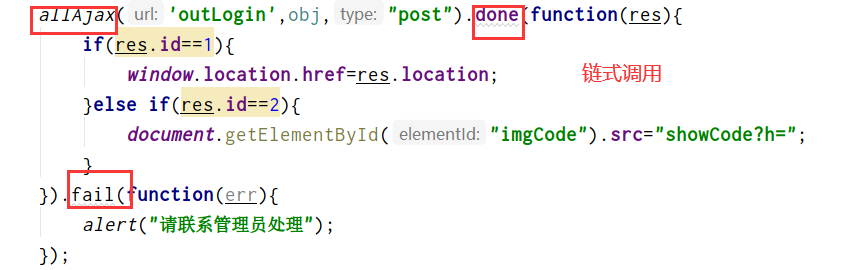 allAjax( url: 'outLogin',obj, type: "post").done(function(res){
if(res.id==1){
window.location.href=res.location;
链式调用
}else if(res.id==2){
document.getElementById( elementId: "imgCode").src="showCode?h=";
}
}).fail(function(err){
alert("请联系管理员处理");
});